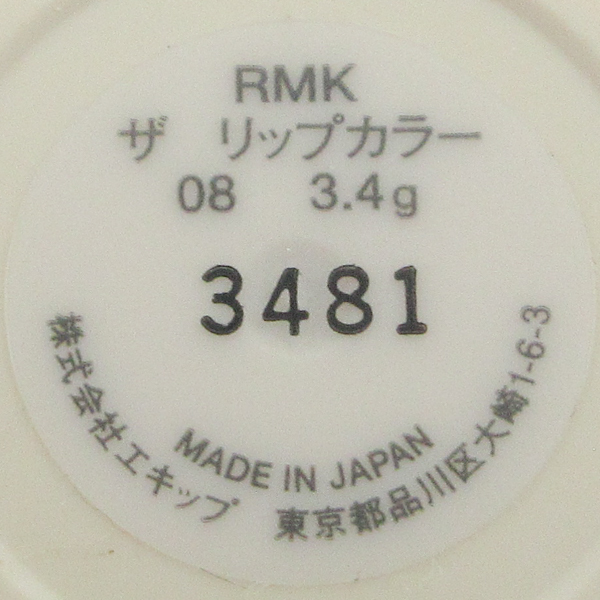 RMK
ザ リップカラー
08 3.4g
3481
MADE IN JAPAN
株式会社エキップ 東京都品川区大崎1-6-3